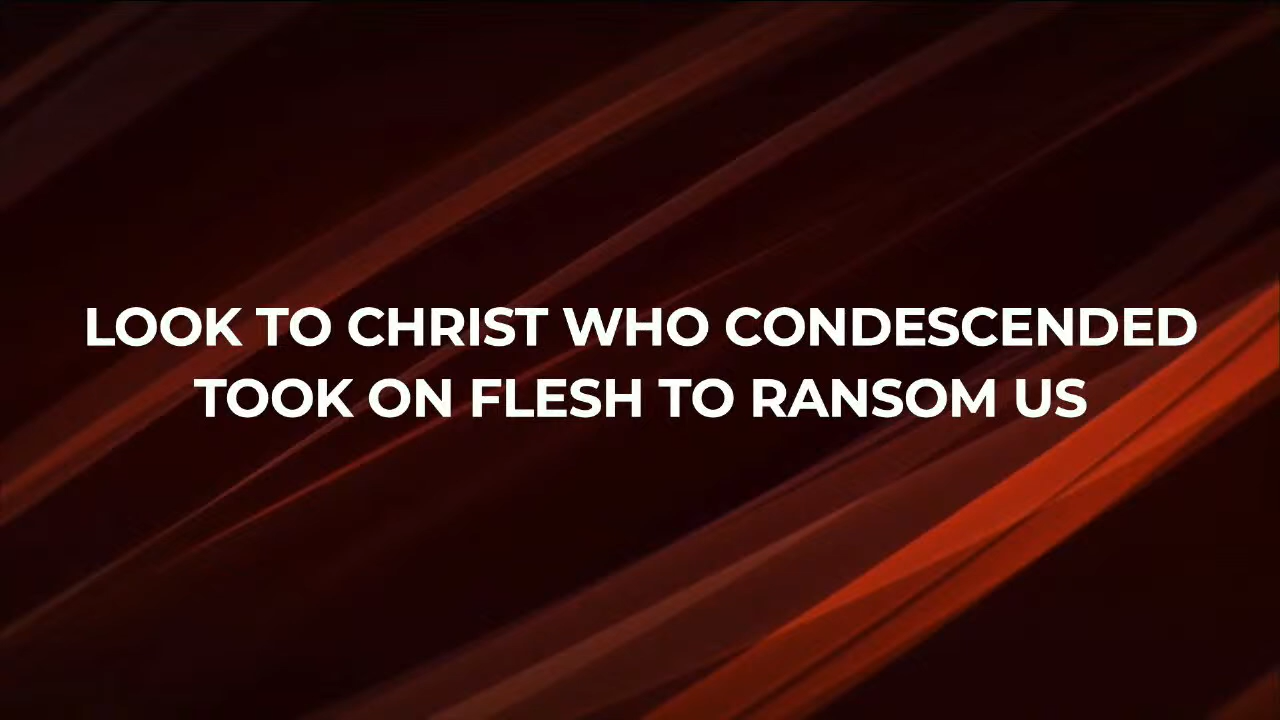 LOOK TO CHRIST WHO CONDESCENDED
TOOK ON FLESH TO RANSOM US